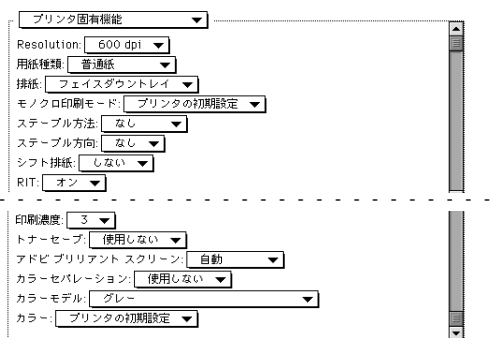 プリンタ固有機能
Resolution: 600 dpi
用紙種類: 普通紙
排紙: フェイスダウントレイ
モノクロ印刷モード: プリンタの初期設定
ステープル方法: なし
ステープル方向: なし
シフト排紙: しない
RIT: オン
印刷濃度: 3
トナーセーブ: 使用しない
アドビ ブリリアント スクリーン: 自動
カラーセパレーション: 使用しない
カラーモデル: グレー
カラー: プリンタの初期設定